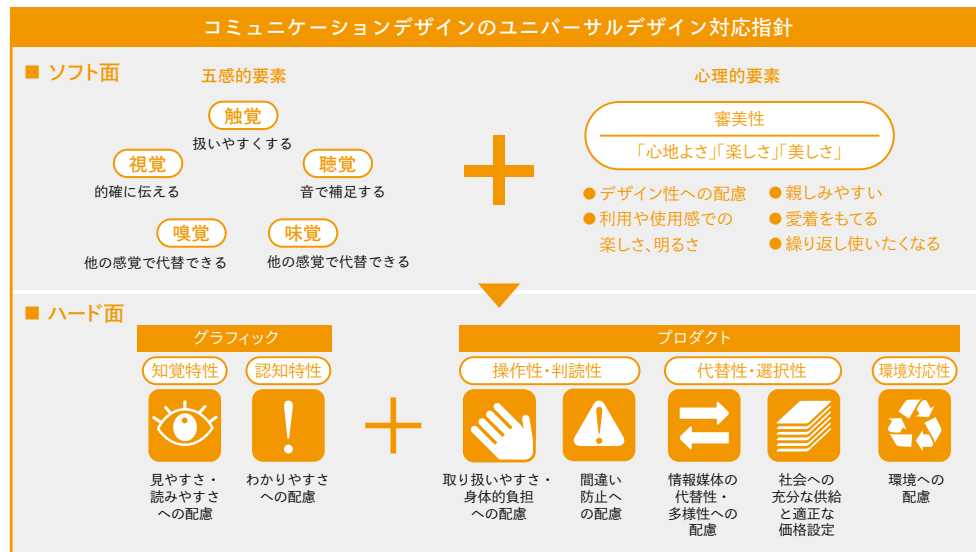 コミュニケーションデザインのユニバーサルデザイン対応指針
■ ソフト面
五感的要素
触覚
扱いやすくする
視覚
的確に伝える
聴覚
音で補足する
嗅覚
他の感覚で代替できる
味覚
他の感覚で代替できる
心理的要素
審美性
「心地よさ」「楽しさ」「美しさ」
●デザイン性への配慮
●利用や使用感での
楽しさ、明るさ
●親しみやすい
●愛着をもてる
●繰り返し使いたくなる
■ ハード面
グラフィック
知覚特性
見やすさ・
読みやすさ
への配慮
認知特性
わかりやすさ
への配慮
プロダクト
操作性・判読性
取り扱いやすさ・
身体的負担
への配慮
間違い
防止へ
の配慮
代替性・選択性
情報媒体の
代替性・
多様性への
配慮
社会への
充分な供給
と適正な
価格設定
環境対応性
環境への
配慮